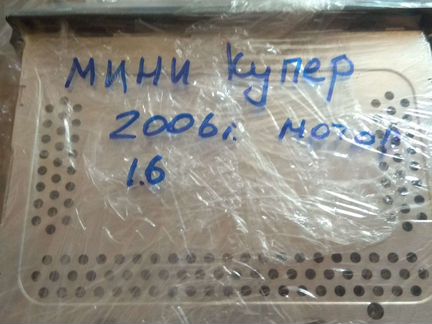 мини Купер
2006г. мотор
1.6